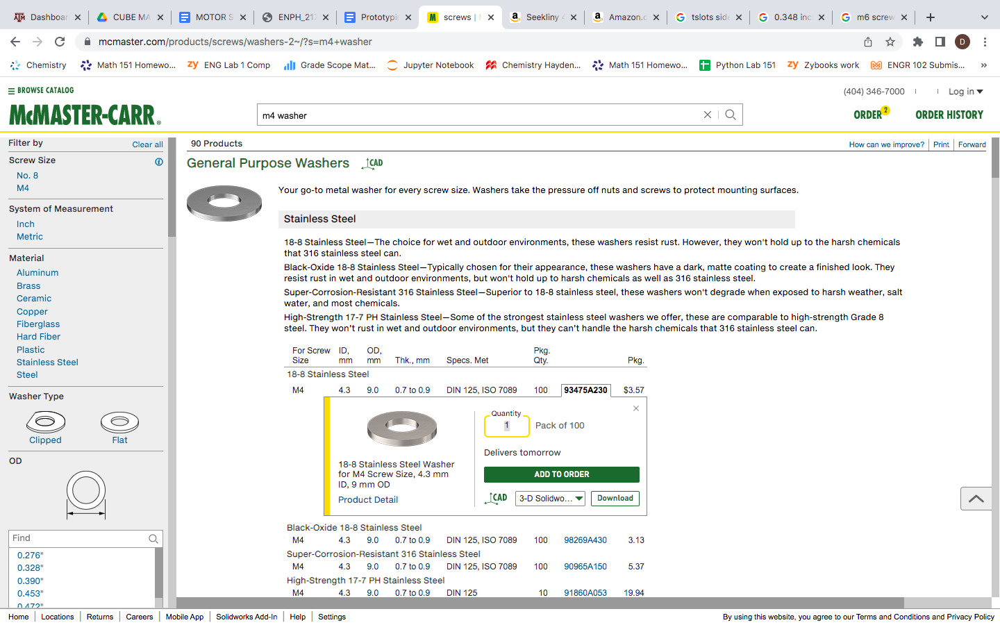 Dashboar
CUBE MA
MOTOR S
ENPH_217
Prototypi
screws | M
Seekliny 4
Amazon.c
tslots side
0.348 inc
m6 screw
mcmaster.com/products/screws/washers-2~/?s=m4+washer
D
Chemistry
Math 151 Homewo...
ZY ENG Lab 1 Comp
Grade Scope Mat...
Jupyter Notebook
Chemistry Hayden...
Math 151 Homewo...
Python Lab 151
ZY Zybooks work
ENGR 102 Submis...
»
BROWSE CATALOG
(404) 346-7000
Log in
McMASTER-CARR®
m4 washer
ORDER 2
ORDER HISTORY
Filter by
Clear all
Screw Size
No. 8
M4
System of Measurement
Inch
Metric
Material
Aluminum
Brass
Ceramic
Copper
Fiberglass
Hard Fiber
Plastic
Stainless Steel
Steel
Washer Type
Clipped
Flat
OD
Find
0.276"
0.328"
0.390"
0.453"
0.472"
90 Products
How can we improve?
Print
Forward
General Purpose Washers
CAD
Your go-to metal washer for every screw size. Washers take the pressure off nuts and screws to protect mounting surfaces.
Stainless Steel
18-8 Stainless Steel—The choice for wet and outdoor environments, these washers resist rust. However, they won't hold up to the harsh chemicals
that 316 stainless steel can.
Black-Oxide 18-8 Stainless Steel—Typically chosen for their appearance, these washers have a dark, matte coating to create a finished look. They
resist rust in wet and outdoor environments, but won't hold up to harsh chemicals as well as 316 stainless steel.
Super-Corrosion-Resistant 316 Stainless Steel—Superior to 18-8 stainless steel, these washers won't degrade when exposed to harsh weather, salt
water, and most chemicals.
High-Strength 17-7 PH Stainless Steel—Some of the strongest stainless steel washers we offer, these are comparable to high-strength Grade 8
steel. They won't rust in wet and outdoor environments, but they can't handle the harsh chemicals that 316 stainless steel can.
For Screw ID, OD, Pkg.
Size mm mm Thk., mm Specs. Met Qty. Pkg.
18-8 Stainless Steel
M4 4.3 9.0 0.7 to 0.9 DIN 125, ISO 7089 100 93475A230 $3.57
18-8 Stainless Steel Washer
for M4 Screw Size, 4.3 mm
ID, 9 mm OD
Product Detail
Quantity
1 Pack of 100
Delivers tomorrow
ADD TO ORDER
CAD 3-D Solidwo... Download
Black-Oxide 18-8 Stainless Steel
M4 4.3 9.0 0.7 to 0.9 DIN 125, ISO 7089 100 98269A430 3.13
Super-Corrosion-Resistant 316 Stainless Steel
M4 4.3 9.0 0.7 to 0.9 DIN 125, ISO 7089 100 90965A150 5.37
High-Strength 17-7 PH Stainless Steel
M4 4.3 9.0 0.7 to 0.9 DIN 125 10 91860A053 19.94
Home
Locations
Returns
Careers
Mobile App
Solidworks Add-In
Help
Settings
By using this website, you agree to our Terms and Conditions and Privacy Policy